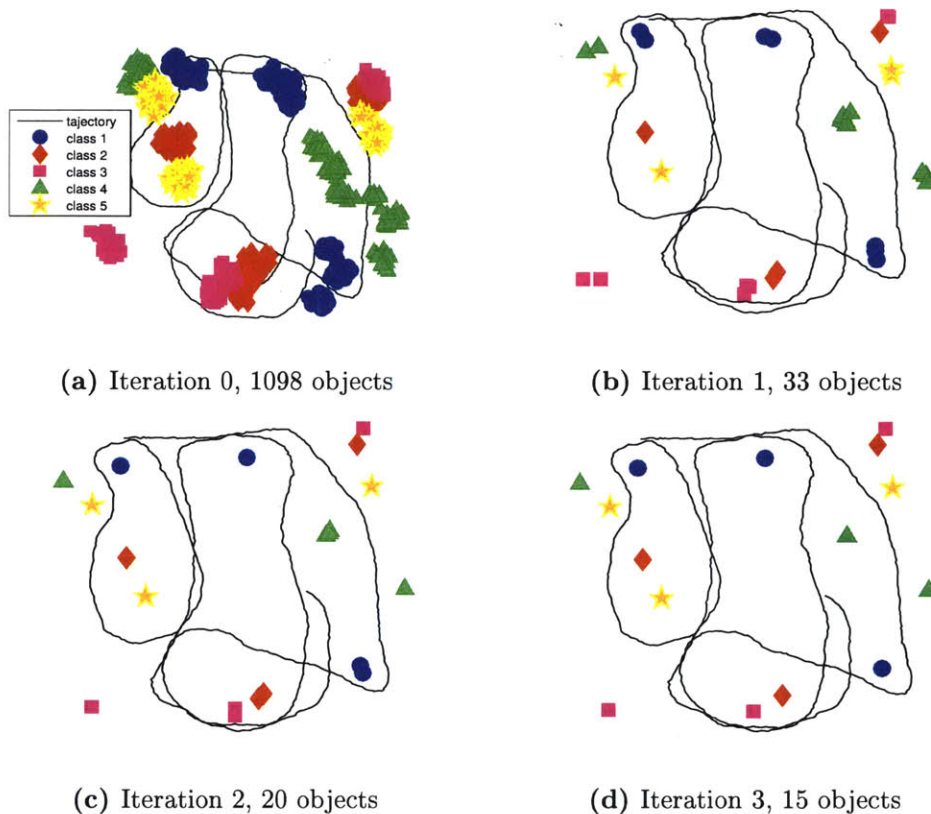 tajectory
class 1
class 2
class 3
class 4
class 5
(a) Iteration 0, 1098 objects
(b) Iteration 1, 33 objects
(c) Iteration 2, 20 objects
(d) Iteration 3, 15 objects